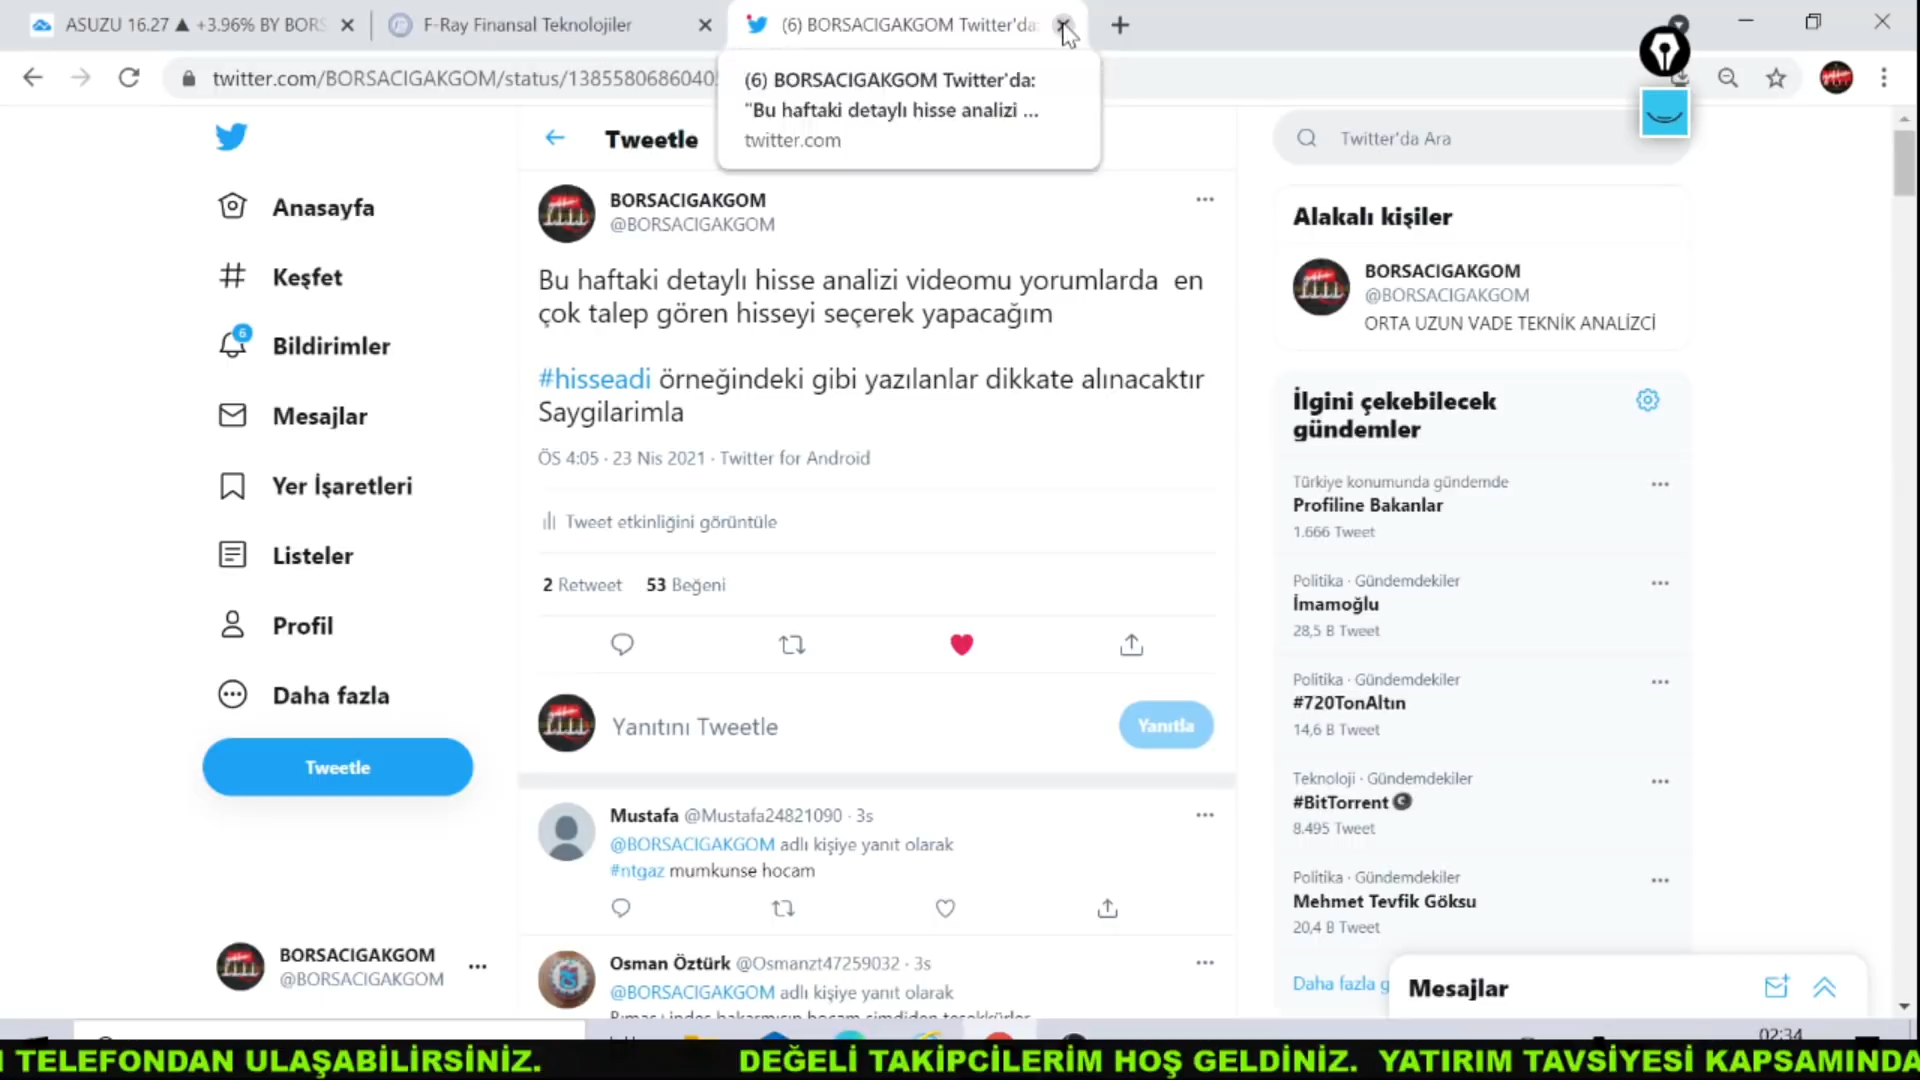 ASUZU 16.27 ▲ +3.96% BY BORS
F-Ray Finansal Teknolojiler
(6) BORSACIGAKGOM Twitter'da:
twitter.com/BORSACIGAKGOM/status/138558068604
(6) BORSACIGAKGOM Twitter'da:
"Bu haftaki detaylı hisse analizi ...
twitter.com
Anasayfa
Keşfet
6
Bildirimler
Mesajlar
Yer İşaretleri
Listeler
Profil
Daha fazla
Tweetle
BORSACIGAKGOM
@BORSACIGAKGOM
Tweetle
BORSACIGAKGOM
@BORSACIGAKGOM
Bu haftaki detaylı hisse analizi videomu yorumlarda en
çok talep gören hisseyi seçerek yapacağım
#hisseadi örneğindeki gibi yazılanlar dikkate alınacaktır
Saygilarimla
ÖS 4:05 · 23 Nis 2021 · Twitter for Android
Tweet etkinliğini görüntüle
2 Retweet 53 Beğeni
Yanıtını Tweetle
Yanıtla
Mustafa @Mustafa24821090 · 3s
@BORSACIGAKGOM adlı kişiye yanıt olarak
#ntgaz mumkunse hocam
Osman Öztürk @Osmanzt47259032 · 3s
@BORSACIGAKGOM adlı kişiye yanıt olarak
Twitter'da Ara
Alakalı kişiler
BORSACIGAKGOM
@BORSACIGAKGOM
ORTA UZUN VADE TEKNİK ANALİZCİ
İlgini çekebilecek
gündemler
Türkiye konumunda gündemde
Profiline Bakanlar
1.666 Tweet
Politika · Gündemdekiler
İmamoğlu
28,5 B Tweet
Politika · Gündemdekiler
#720TonAltın
14,6 B Tweet
Teknoloji · Gündemdekiler
#BitTorrent
8.495 Tweet
Politika · Gündemdekiler
Mehmet Tevfik Göksu
20,4 B Tweet
Daha fazla g
Mesajlar
02:34
TELEFONDAN ULAŞABİLİRSİNİZ. DEĞELİ TAKİPCİLERİM HOŞ GELDİNİZ. YATIRIM TAVSİYESİ KAPSAMINDA